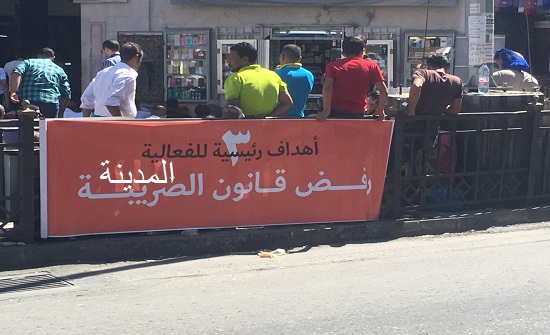 ٣ أهداف رئيسية للفعالية
رفض قانون الضريبة
المدينة